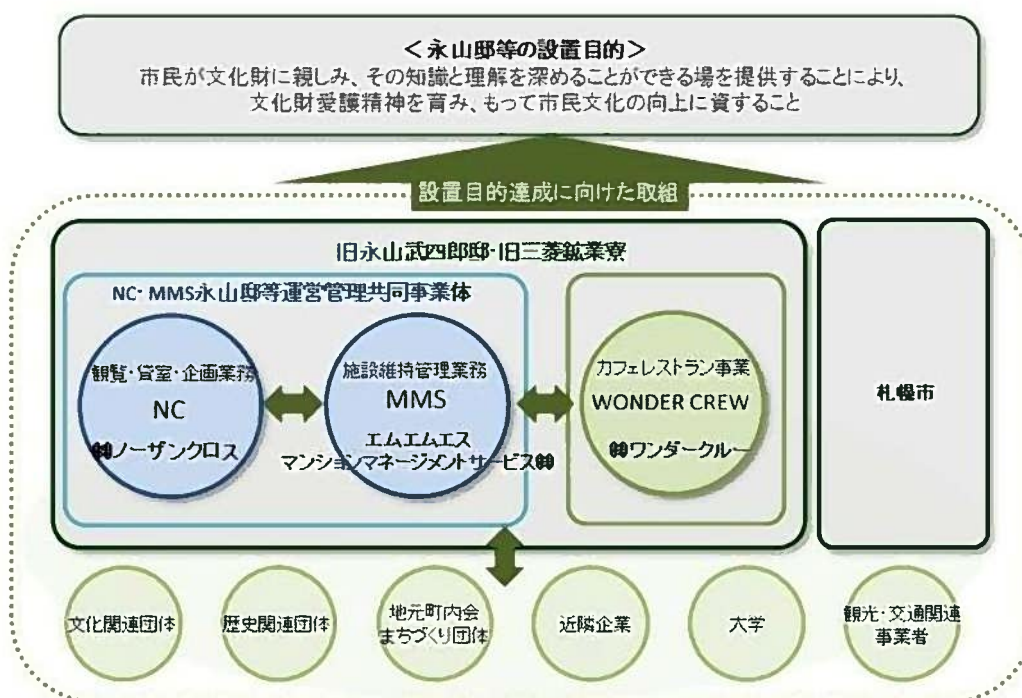 ＜永山邸等の設置目的＞
市民が文化財に親しみ、その知識と理解を深めることができる場を提供することにより、
文化財愛護精神を育み、もって市民文化の向上に資すること
設置目的達成に向けた取組
旧永山武四郎邸・旧三菱鉱業寮
NC・MMS永山邸等運営管理共同事業体
観覧・貸室・企画業務
NC
㈱ノーザンクロス
施設維持管理業務
MMS
エムエムエス
マンションマネージメントサービス㈱
カフェレストラン事業
WONDER CREW
㈱ワンダークルー
札幌市
文化関連団体
歴史関連団体
地元町内会
まちづくり団体
近隣企業
大学
観光・交通関連
事業者